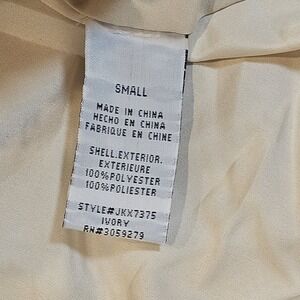 SMALL
MADE IN CHINA
HECHO EN CHINA
FABRIQUE EN CHINE
SHELL.EXTERIOR.
EXTERIEURE
100%POLYESTER
100%POLIESTER
STYLE#JKX7375
IVORY
RN#3059279